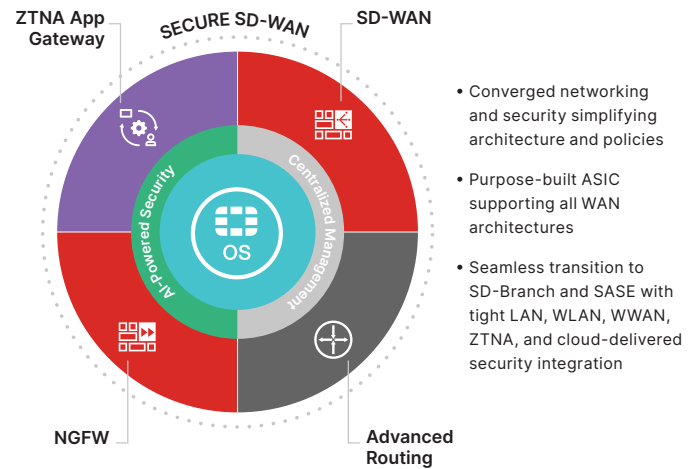 ZTNA App
Gateway
SECURE SD-WAN
SD-WAN
AI-Powered Security
Centralized Management
OS
NGFW
Advanced
Routing
• Converged networking
and security simplifying
architecture and policies
• Purpose-built ASIC
supporting all WAN
architectures
• Seamless transition to
SD-Branch and SASE with
tight LAN, WLAN, WWAN,
ZTNA, and cloud-delivered
security integration